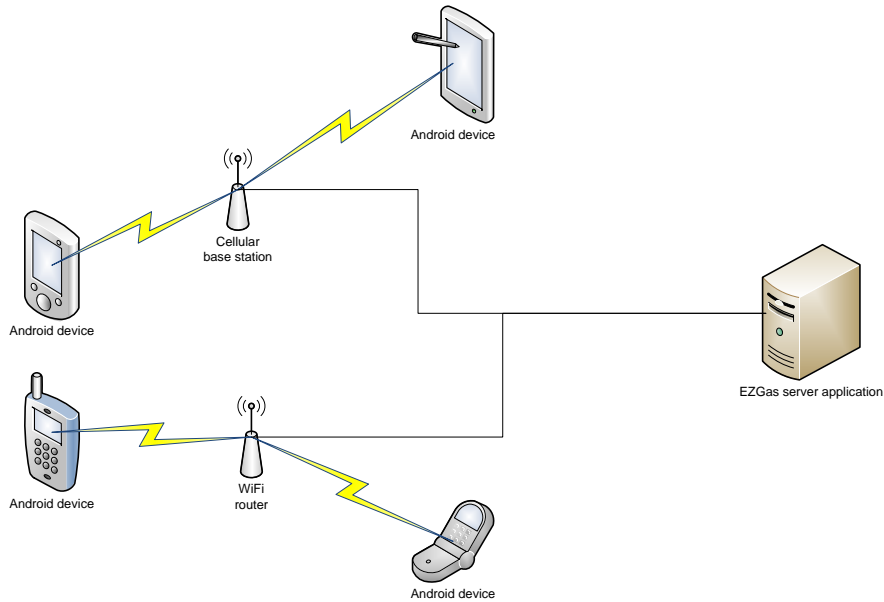 Android device
Cellular
base station
Android device
EZGas server application
Android device
WiFi
router
Android device